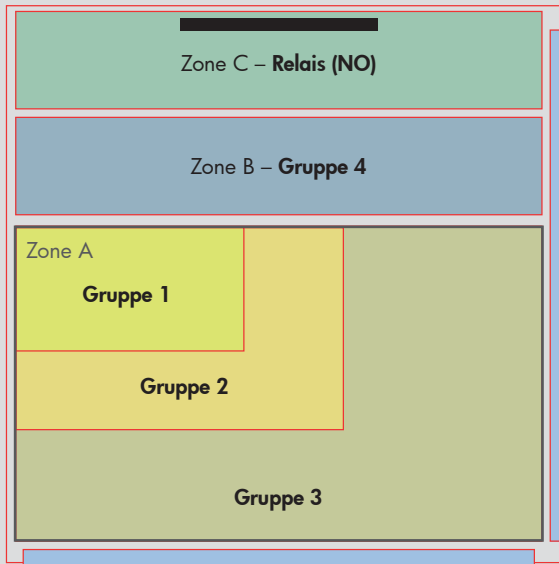 Zone C – Relais (NO)
Zone B – Gruppe 4
Zone A
Gruppe 1
Gruppe 2
Gruppe 3